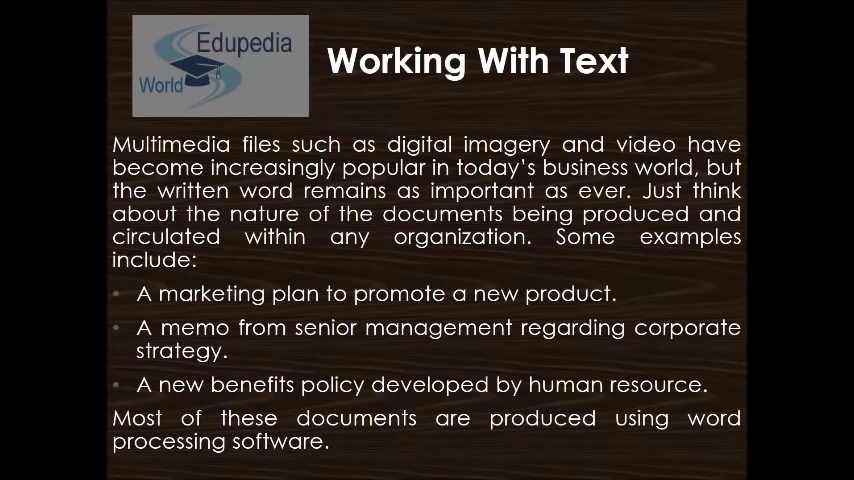 Edupedia
World
Working With Text
Multimedia files such as digital imagery and video have
become increasingly popular in today's business world, but
the written word remains as important as ever. Just think
about the nature of the documents being produced and
circulated within any organization. Some examples
include:
• A marketing plan to promote a new product.
• A memo from senior management regarding corporate
strategy.
• A new benefits policy developed by human resource.
Most of these documents are produced using word
processing software.